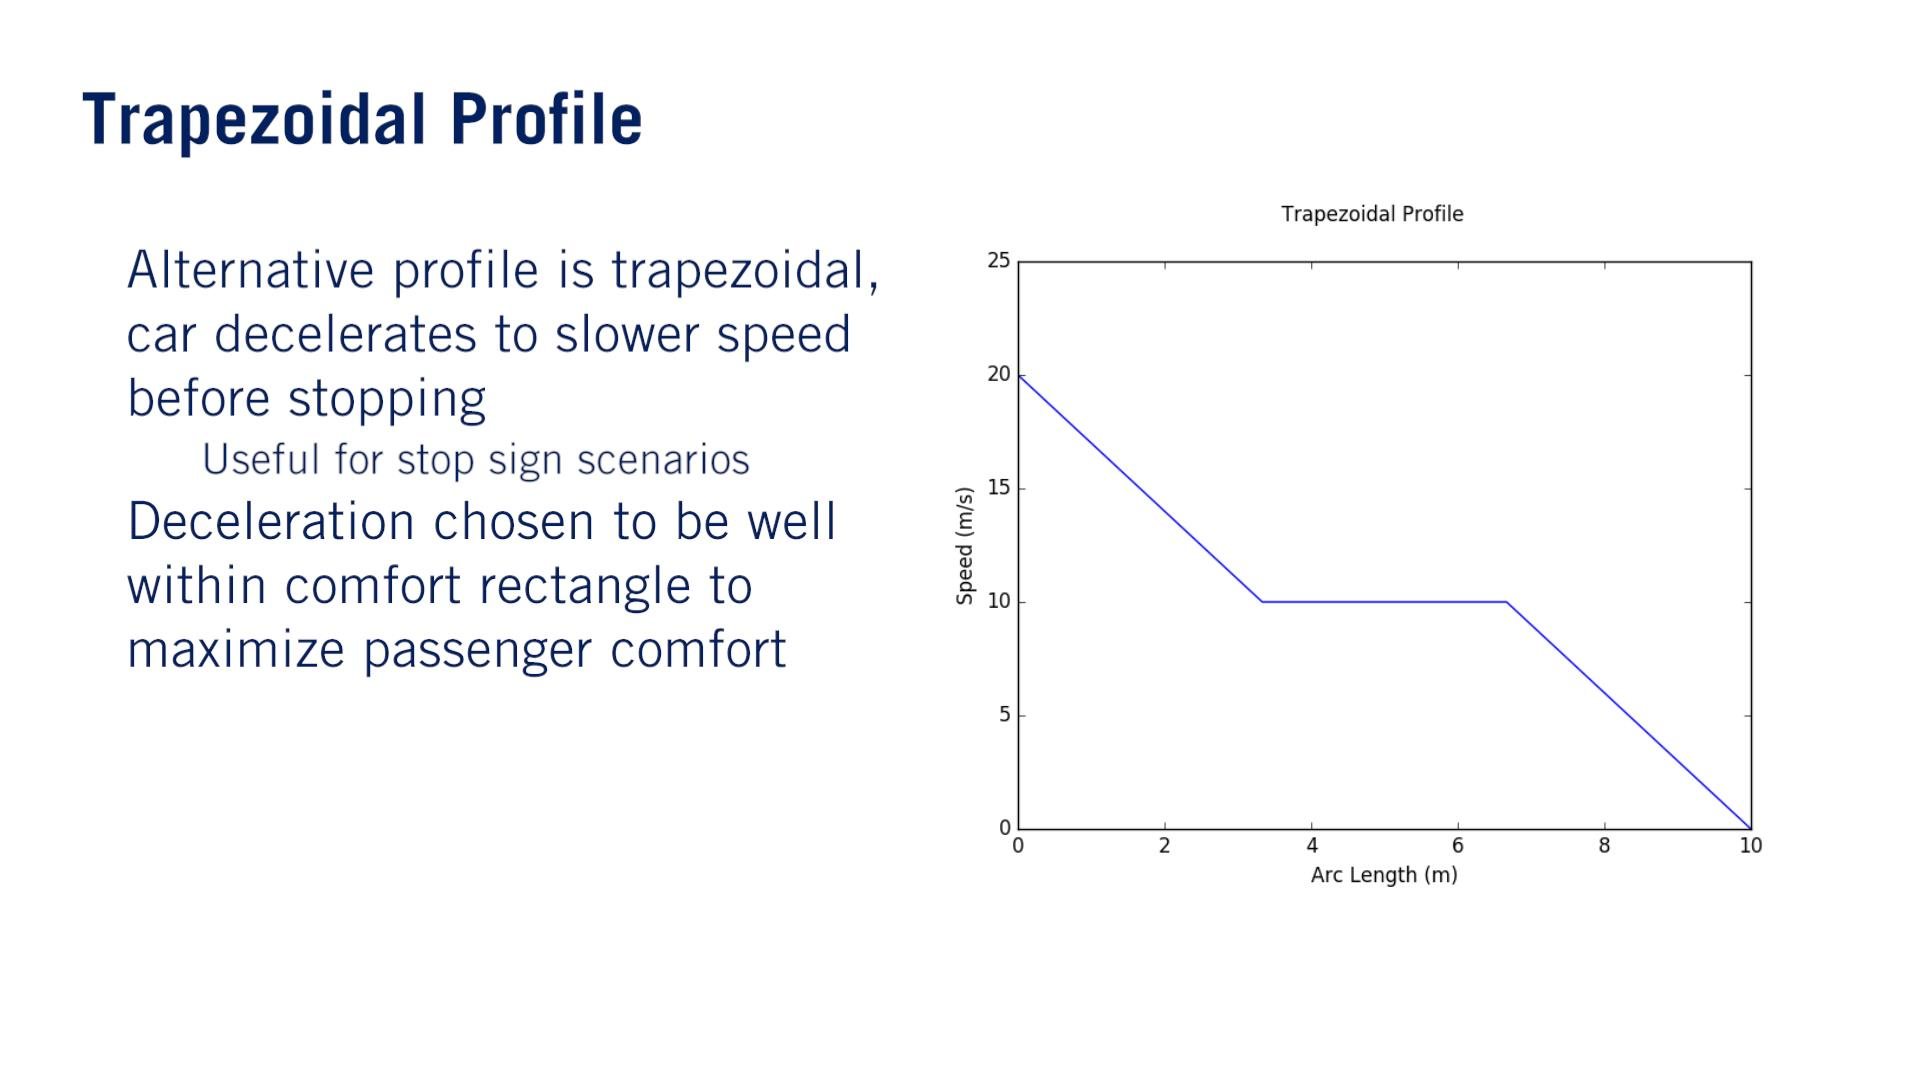 Trapezoidal Profile
Alternative profile is trapezoidal,
car decelerates to slower speed
before stopping
Useful for stop sign scenarios
Deceleration chosen to be well
within comfort rectangle to
maximize passenger comfort
Trapezoidal Profile
25
20
15
10
5
0
Speed (m/s)
0 2 4 6 8 10
Arc Length (m)